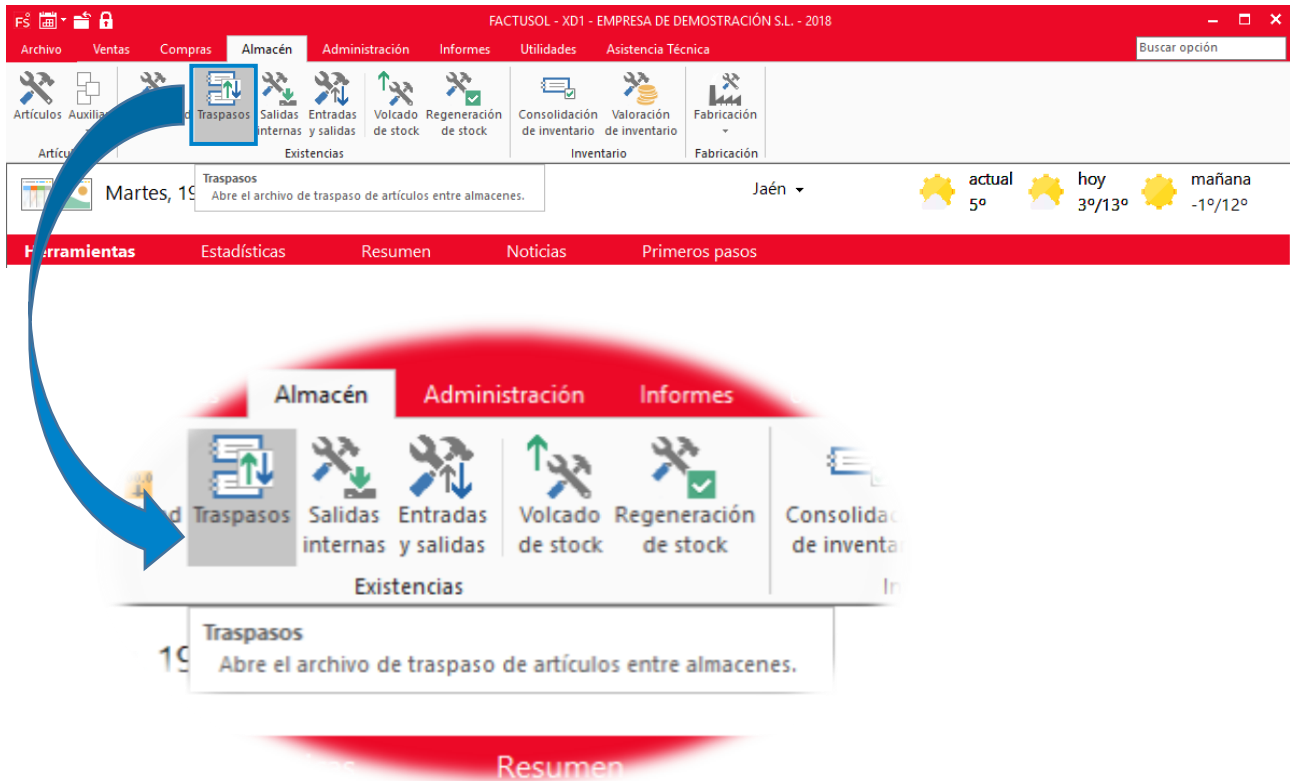 FS
FACTUSOL - XD1 - EMPRESA DE DEMOSTRACIÓN S.L. - 2018
Archivo Ventas Compras Almacén Administración Informes Utilidades Asistencia Técnica Buscar opción
Artículos Traspasos Salidas Entradas Volcado Regeneración Consolidación Valoración Fabricación
internas y salidas de stock de stock de inventario de inventario
Existencias Inventario Fabricación
Traspasos
Abre el archivo de traspaso de artículos entre almacenes.
Martes, 19
Jaén
actual hoy mañana
5º 3º/13º -1º/12º
Herramientas Estadísticas Resumen Noticias Primeros pasos
Almacén Administración Informes
Traspasos Salidas Entradas Volcado Regeneración
internas y salidas de stock de stock
Existencias
Traspasos
19 Abre el archivo de traspaso de artículos entre almacenes.
Resumen